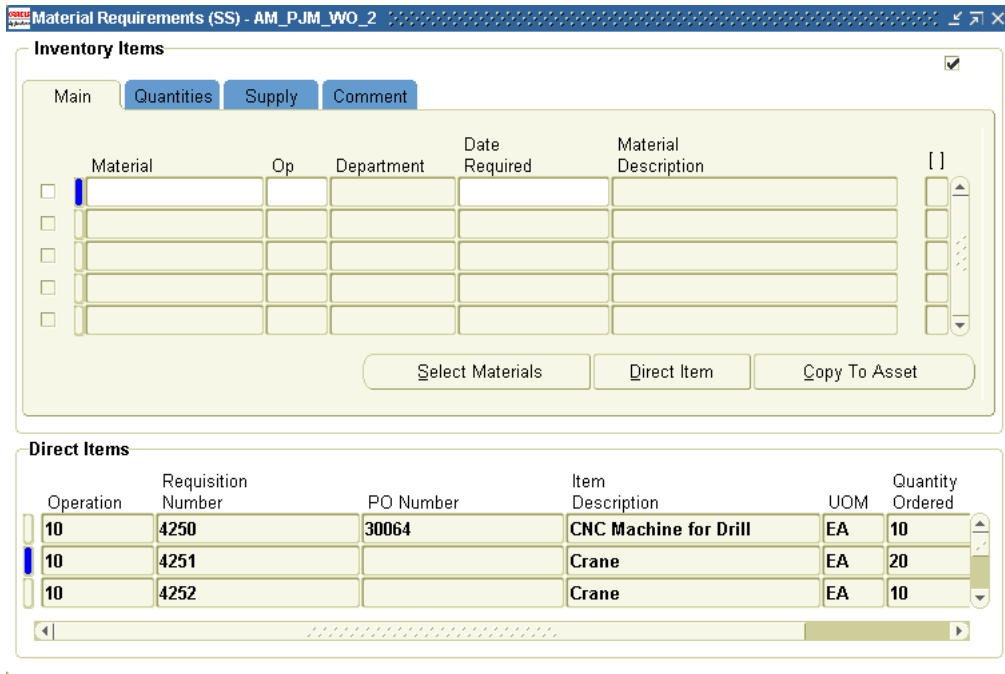 ORACLE Material Requirements (SS) - AM_PJM_WO_2
Inventory Items
Main Quantities Supply Comment
Date Material
Material Op Department Required Description [ ]
Select Materials Direct Item Copy To Asset
Direct Items
Requisition Item Quantity
Operation Number PO Number Description UOM Ordered
10 4250 30064 CNC Machine for Drill EA 10
10 4251 Crane EA 20
10 4252 Crane EA 10